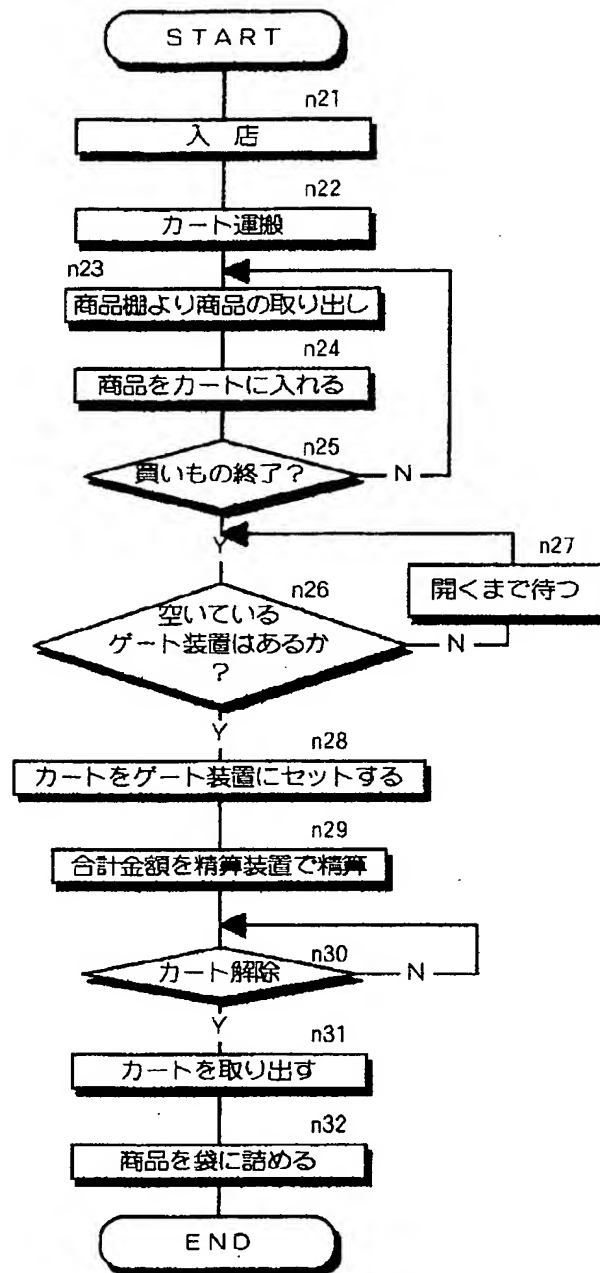 START
n21
入 店
n22
カート運搬
n23
商品棚より商品の取り出し
n24
商品をカートに入れる
n25
買いもの終了?
N
Y
n27
開くまで待つ
n26
空いている
ゲート装置はあるか
?
N
Y
n28
カートをゲート装置にセットする
n29
合計金額を精算装置で精算
n30
カート解除
N
Y
n31
カートを取り出す
n32
商品を袋に詰める
END